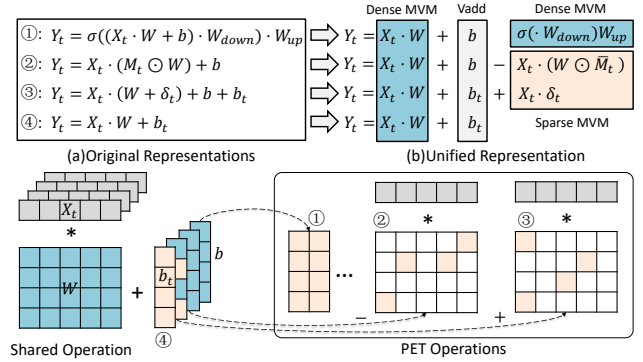 Dense MVM Vadd Dense MVM
①: Y_t = σ((X_t · W + b) · W_down) · W_up Y_t = X_t · W + b σ(· W_down)W_up
②: Y_t = X_t · (M_t ⊙ W) + b Y_t = X_t · W + b − X_t · (W ⊙ M̄_t)
③: Y_t = X_t · (W + δ_t) + b + b_t Y_t = X_t · W + b_t + X_t · δ_t
④: Y_t = X_t · W + b_t Y_t = X_t · W + b_t Sparse MVM
(a)Original Representations (b)Unified Representation
① ② ③
X_t
* * *
W + b_t b ...
− +
④
Shared Operation PET Operations